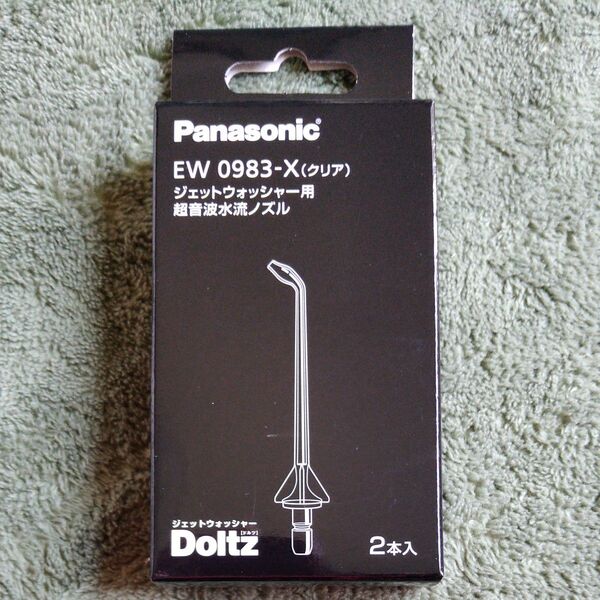 Panasonic
EW 0983-X(クリア)
ジェットウォッシャー用
超音波水流ノズル
ジェットウォッシャー
Doltz
[ドルツ]
2本入